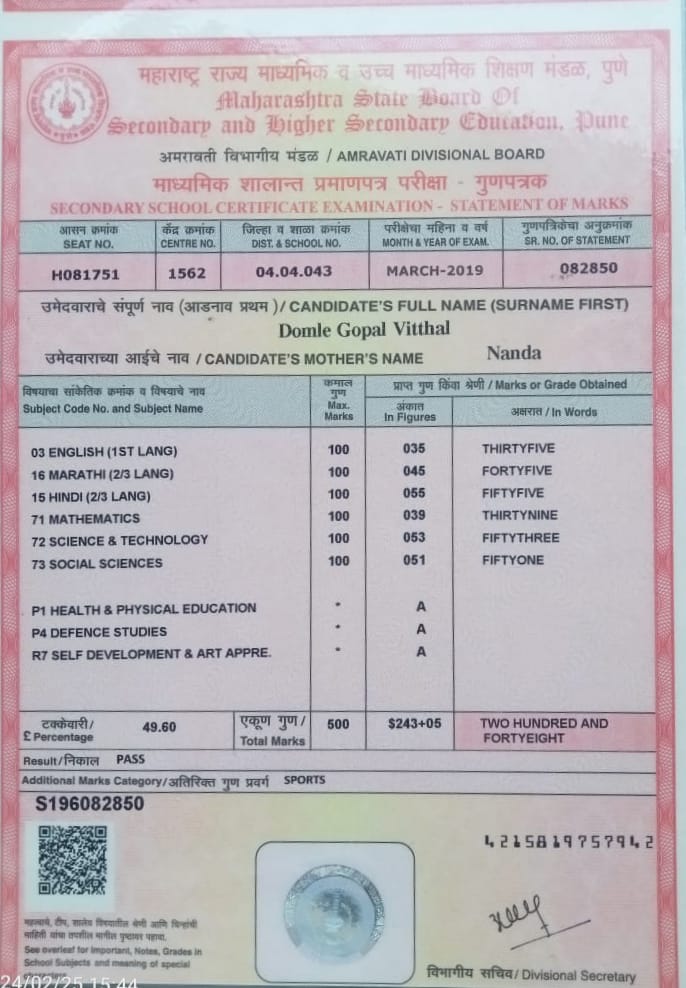 महाराष्ट्र राज्य माध्यमिक व उच्च माध्यमिक शिक्षण मंडळ, पुणे
Maharashtra State Board Of
Secondary and Higher Secondary Education, Pune
अमरावती विभागीय मंडळ / AMRAVATI DIVISIONAL BOARD
माध्यमिक शालान्त प्रमाणपत्र परीक्षा - गुणपत्रक
SECONDARY SCHOOL CERTIFICATE EXAMINATION - STATEMENT OF MARKS
आसन क्रमांक केंद्र क्रमांक जिल्हा व शाळा क्रमांक परीक्षेचा महिना व वर्ष गुणपत्रिकेचा अनुक्रमांक
SEAT NO. CENTRE NO. DIST. & SCHOOL NO. MONTH & YEAR OF EXAM. SR. NO. OF STATEMENT
H081751 1562 04.04.043 MARCH-2019 082850
उमेदवाराचे संपूर्ण नाव (आडनाव प्रथम) / CANDIDATE'S FULL NAME (SURNAME FIRST)
Domle Gopal Vitthal
उमेदवाराच्या आईचे नाव / CANDIDATE'S MOTHER'S NAME Nanda
विषयाचा सांकेतिक क्रमांक व विषयाचे नाव
Subject Code No. and Subject Name
कमाल
गुण
Max.
Marks
प्राप्त गुण किंवा श्रेणी / Marks or Grade Obtained
अंकात
In Figures
अक्षरात / In Words
03 ENGLISH (1ST LANG) 100 035 THIRTYFIVE
16 MARATHI (2/3 LANG) 100 045 FORTYFIVE
15 HINDI (2/3 LANG) 100 055 FIFTYFIVE
71 MATHEMATICS 100 039 THIRTYNINE
72 SCIENCE & TECHNOLOGY 100 053 FIFTYTHREE
73 SOCIAL SCIENCES 100 051 FIFTYONE
P1 HEALTH & PHYSICAL EDUCATION * A
P4 DEFENCE STUDIES * A
R7 SELF DEVELOPMENT & ART APPRE. * A
टक्केवारी/
£ Percentage
49.60
एकूण गुण/
Total Marks
500 $243+05
TWO HUNDRED AND
FORTYEIGHT
Result/निकाल PASS
Additional Marks Category/अतिरिक्त गुण प्रवर्ग SPORTS
S196082850
4215819757942
महत्वाचे, टीप, शालेय विषयातील श्रेणी आणि चिन्हांची
माहिती यांचा तपशील मागील पृष्ठावर पहावा.
See overleaf for Important, Notes, Grades in
School Subjects and meaning of special
विभागीय सचिव/ Divisional Secretary
24/02/25 15:44